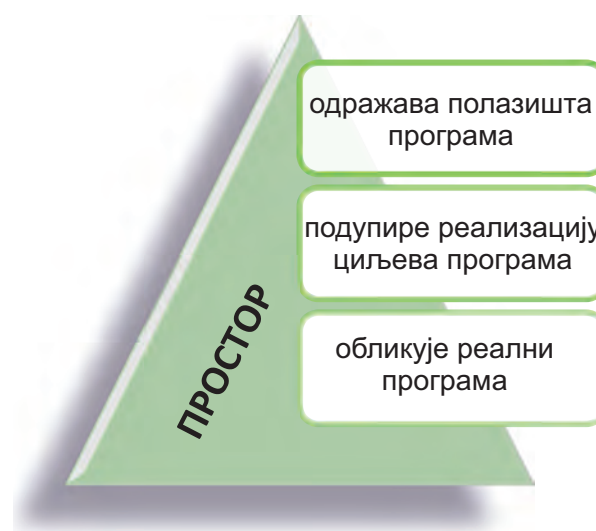 одражава полазишта
програма
подупире реализацију
циљева програма
ПРОСТОР
обликује реални
програма